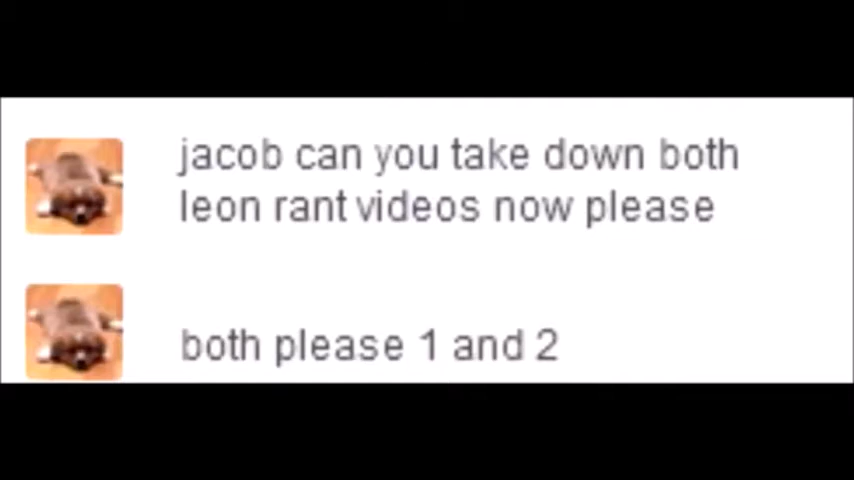 jacob can you take down both
leon rant videos now please
both please 1 and 2